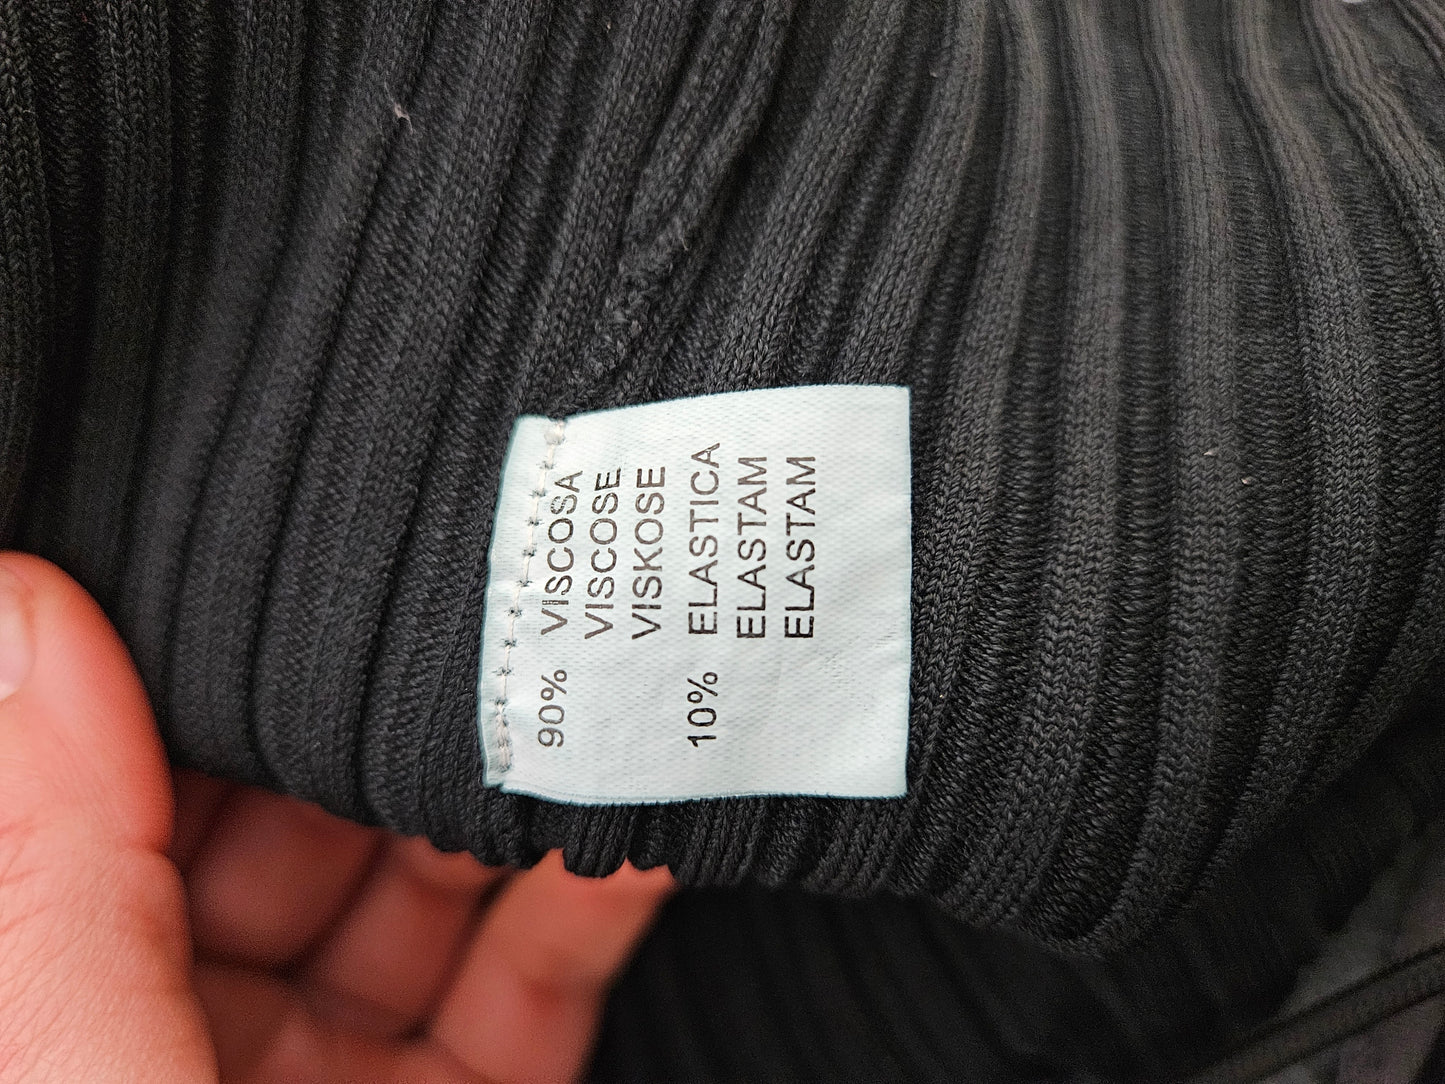 90% VISCOSA
VISCOSE
VISKOSE
10% ELASTICA
ELASTAM
ELASTAM